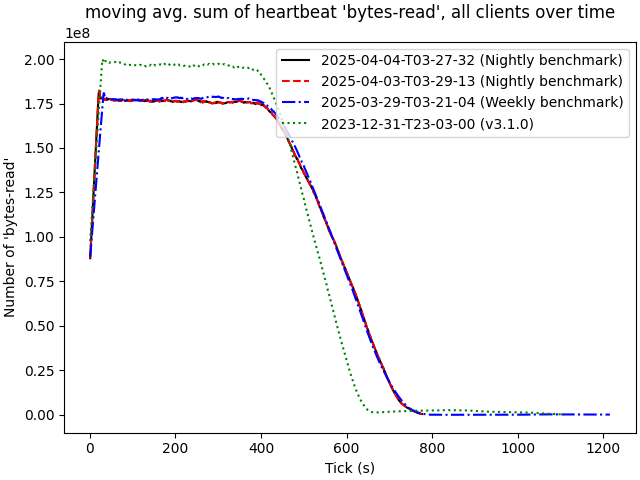 moving avg. sum of heartbeat 'bytes-read', all clients over time
1e8
2025-04-04-T03-27-32 (Nightly benchmark)
2025-04-03-T03-29-13 (Nightly benchmark)
2025-03-29-T03-21-04 (Weekly benchmark)
2023-12-31-T23-03-00 (v3.1.0)
Number of 'bytes-read'
2.00
1.75
1.50
1.25
1.00
0.75
0.50
0.25
0.00
0 200 400 600 800 1000 1200
Tick (s)